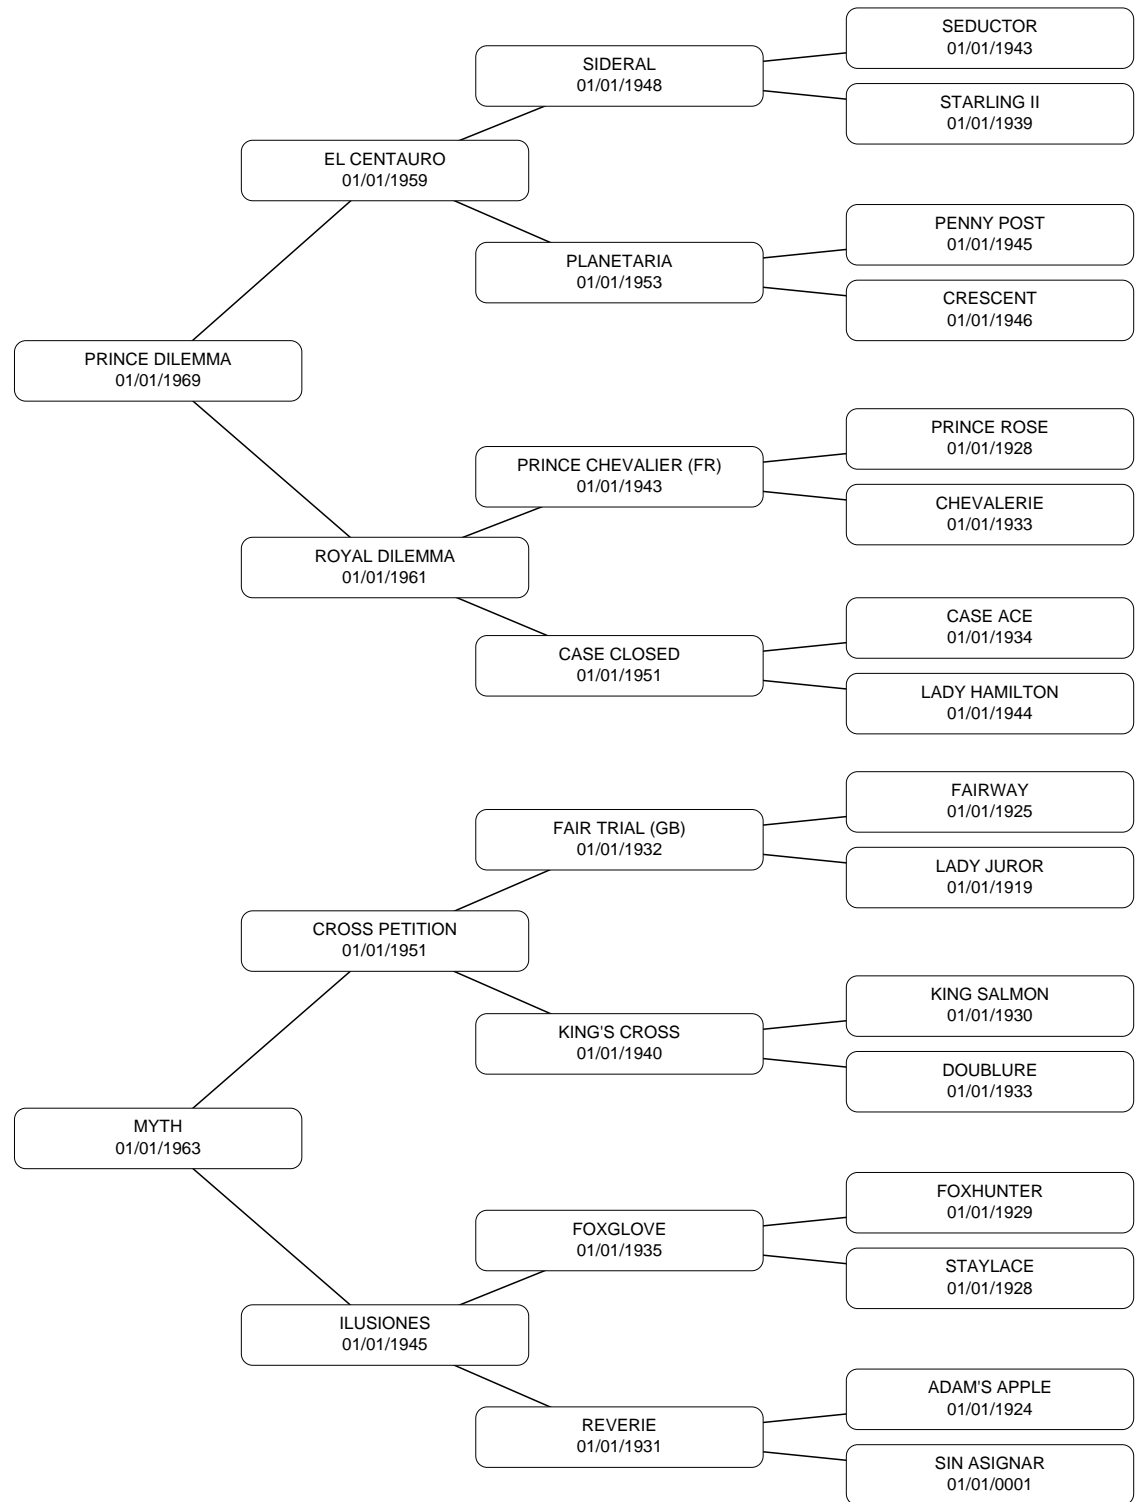 SEDUCTOR
01/01/1943
SIDERAL
01/01/1948
STARLING II
01/01/1939
EL CENTAURO
01/01/1959
PENNY POST
01/01/1945
PLANETARIA
01/01/1953
CRESCENT
01/01/1946
PRINCE DILEMMA
01/01/1969
PRINCE ROSE
01/01/1928
PRINCE CHEVALIER (FR)
01/01/1943
CHEVALERIE
01/01/1933
ROYAL DILEMMA
01/01/1961
CASE ACE
01/01/1934
CASE CLOSED
01/01/1951
LADY HAMILTON
01/01/1944
FAIRWAY
01/01/1925
FAIR TRIAL (GB)
01/01/1932
LADY JUROR
01/01/1919
CROSS PETITION
01/01/1951
KING SALMON
01/01/1930
KING'S CROSS
01/01/1940
DOUBLURE
01/01/1933
MYTH
01/01/1963
FOXHUNTER
01/01/1929
FOXGLOVE
01/01/1935
STAYLACE
01/01/1928
ILUSIONES
01/01/1945
ADAM'S APPLE
01/01/1924
REVERIE
01/01/1931
SIN ASIGNAR
01/01/0001